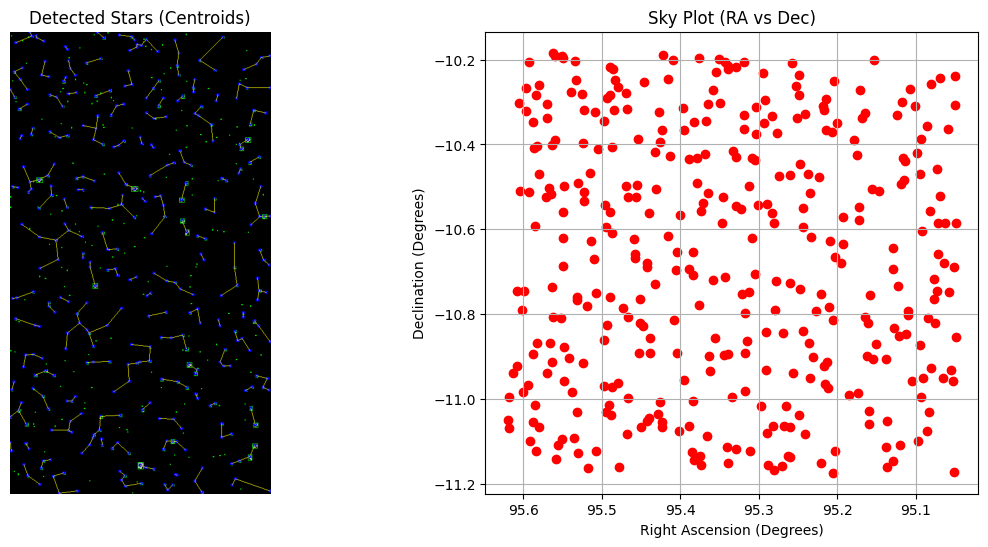 Detected Stars (Centroids)
Sky Plot (RA vs Dec)
−10.2
−10.4
−10.6
−10.8
−11.0
−11.2
Declination (Degrees)
95.6 95.5 95.4 95.3 95.2 95.1
Right Ascension (Degrees)